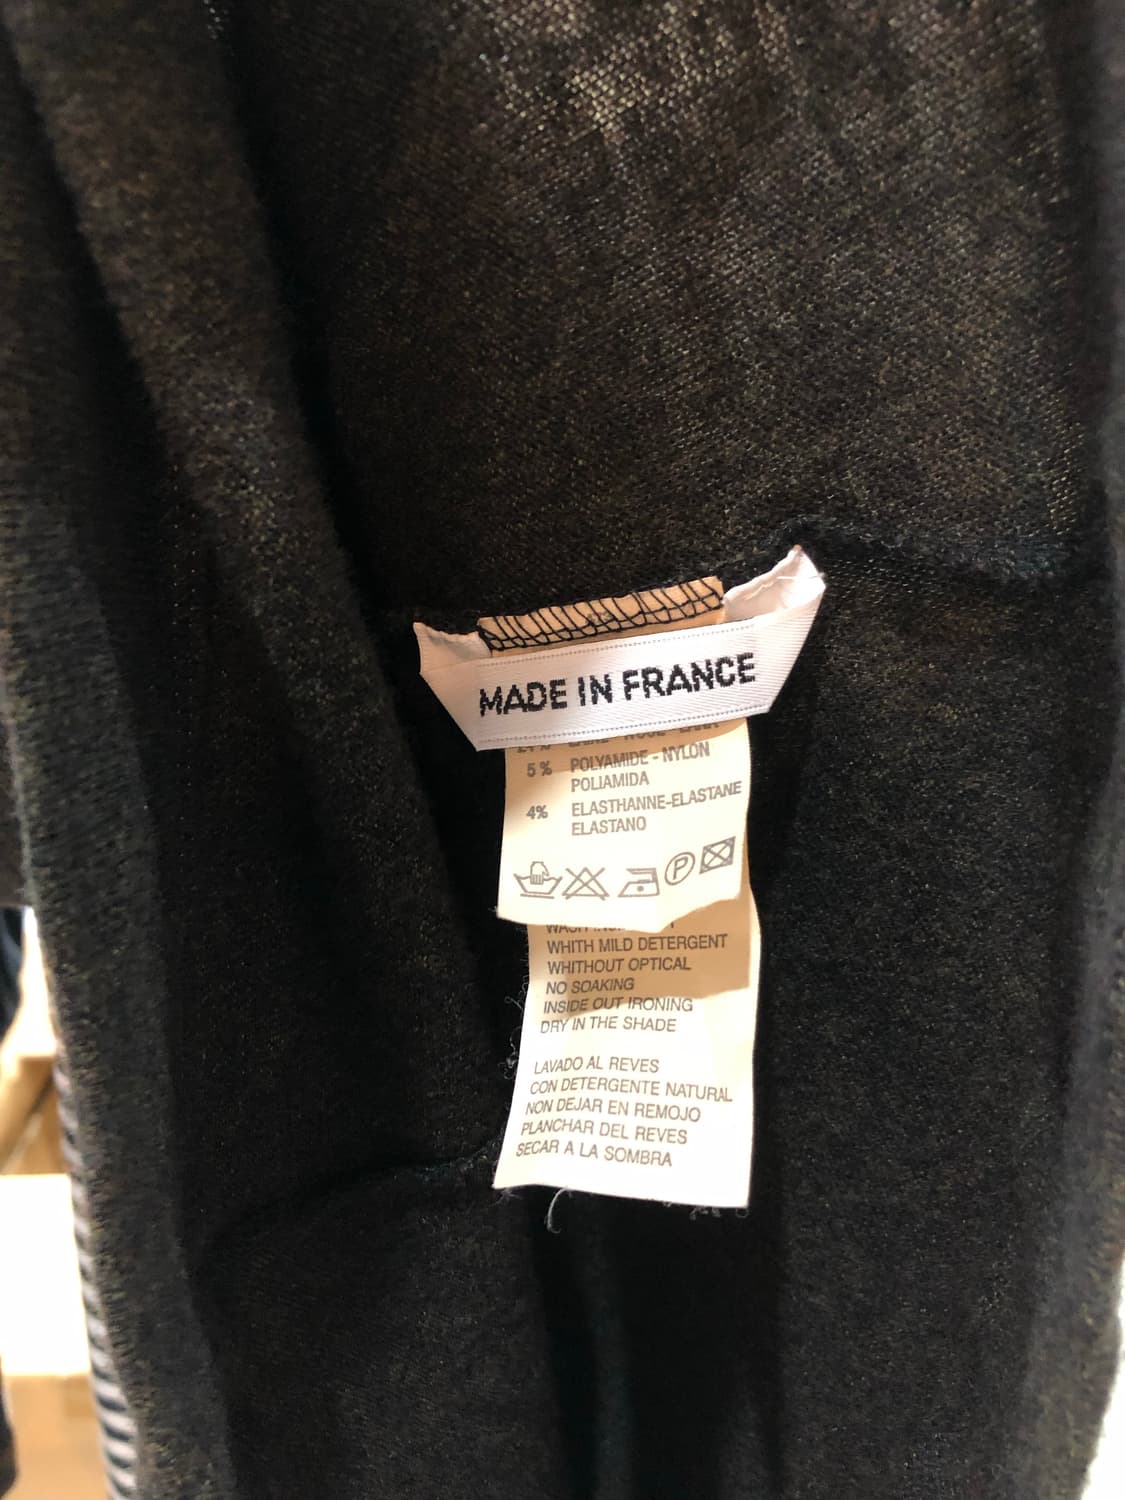 MADE IN FRANCE
5% POLYAMIDE - NYLON
POLIAMIDA
4% ELASTHANNE-ELASTANE
ELASTANO
P
WHITH MILD DETERGENT
WHITHOUT OPTICAL
NO SOAKING
INSIDE OUT IRONING
DRY IN THE SHADE
LAVADO AL REVES
CON DETERGENTE NATURAL
NON DEJAR EN REMOJO
PLANCHAR DEL REVES
SECAR A LA SOMBRA